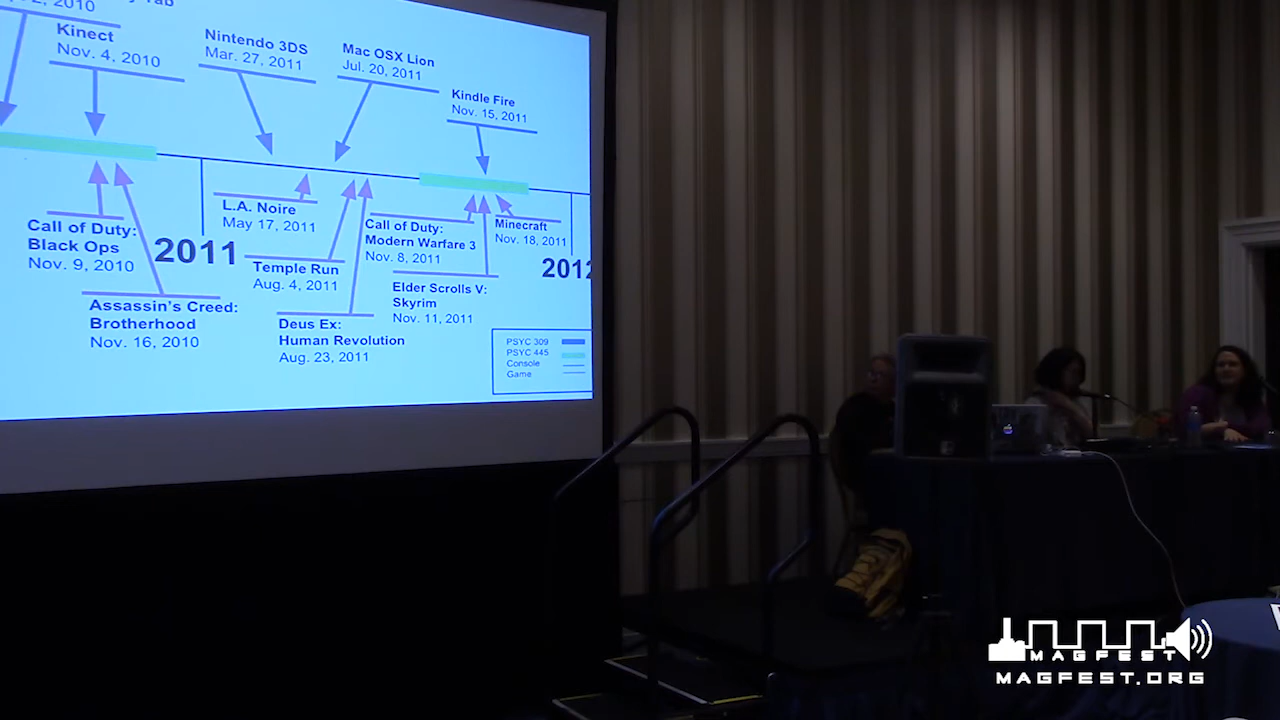 2010
Tab
Kinect
Nov. 4, 2010
Nintendo 3DS
Mar. 27, 2011
Mac OSX Lion
Jul. 20, 2011
Kindle Fire
Nov. 15, 2011
Call of Duty:
Black Ops
Nov. 9, 2010
Assassin's Creed:
Brotherhood
Nov. 16, 2010
2011
L.A. Noire
May 17, 2011
Temple Run
Aug. 4, 2011
Deus Ex:
Human Revolution
Aug. 23, 2011
Call of Duty:
Modern Warfare 3
Nov. 8, 2011
Elder Scrolls V:
Skyrim
Nov. 11, 2011
Minecraft
Nov. 18, 2011
2012
PSYC 309
PSYC 445
Console
Game
MAGFEST
MAGFEST.ORG